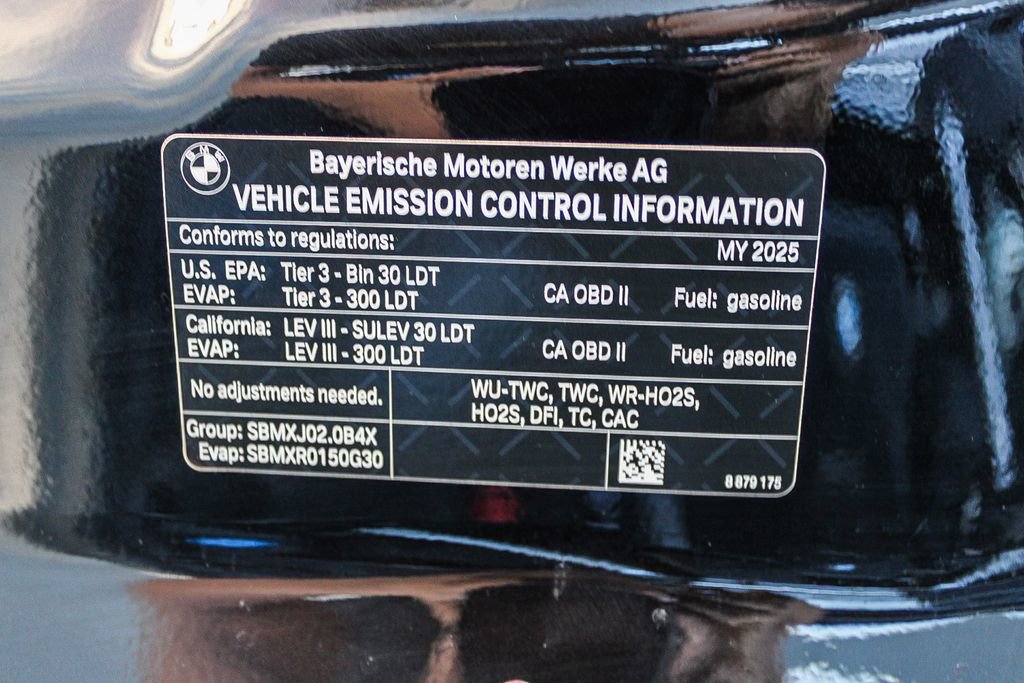 BMW
Bayerische Motoren Werke AG
VEHICLE EMISSION CONTROL INFORMATION
Conforms to regulations: MY 2025
U.S. EPA: Tier 3 - Bin 30 LDT
EVAP: Tier 3 - 300 LDT CA OBD II Fuel: gasoline
California: LEV III - SULEV 30 LDT
EVAP: LEV III - 300 LDT CA OBD II Fuel: gasoline
No adjustments needed.
WU-TWC, TWC, WR-HO2S,
HO2S, DFI, TC, CAC
Group: SBMXJ02.0B4X
Evap: SBMXR0150G30
8 879 175